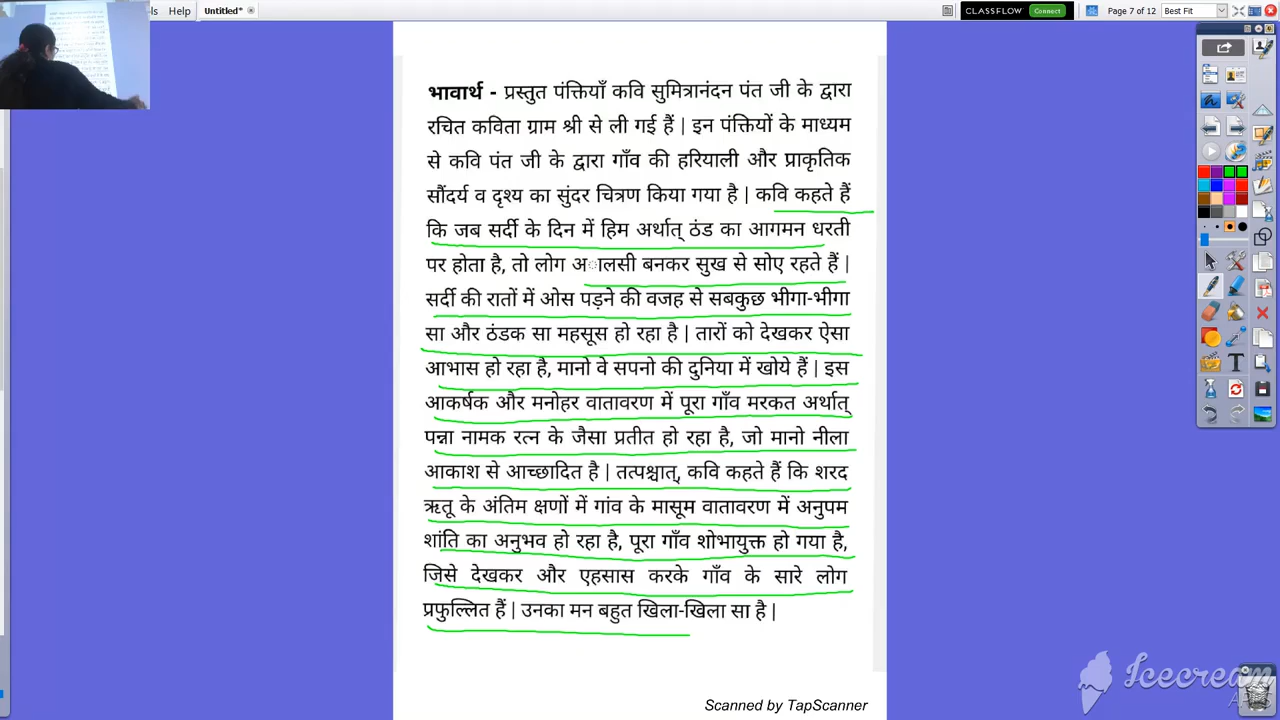 ls Help Untitled* CLASSFLOW Connect Page 7 of 12 Best Fit
भावार्थ - स्तुत पंक्तियाँ कवि सुमित्रानंदन पंत जी के द्वारा
रचित कविता ग्राम श्री से ली गई हैं | इन पंक्तियों के माध्यम
से कवि पंत जी के द्वारा गाँव की हरियाली और प्राकृतिक
सौंदर्य व दृश्य का सुंदर चित्रण किया गया है | कवि कहते हैं
कि जब सर्दी के दिन में हिम अर्थात् ठंड का आगमन धरती
पर होता है, तो लोग अालसी बनकर सुख से सोए रहते हैं |
सर्दी की रातों में ओस पड़ने की वजह से सबकुछ भीगा-भीगा
सा और ठंडक सा महसूस हो रहा है | तारों को देखकर ऐसा
आभास हो रहा है, मानो वे सपनो की दुनिया में खोये हैं | इस
आकर्षक और मनोहर वातावरण में पूरा गाँव मरकत अर्थात्
पन्ना नामक रत्न के जैसा प्रतीत हो रहा है, जो मानो नीला
आकाश से आच्छादित है | तत्पश्चात्, कवि कहते हैं कि शरद
ऋतू के अंतिम क्षणों में गांव के मासूम वातावरण में अनुपम
शांति का अनुभव हो रहा है, पूरा गाँव शोभायुक्त हो गया है,
जिसे देखकर और एहसास करके गाँव के सारे लोग
प्रफुल्लित हैं | उनका मन बहुत खिला-खिला सा है |
Icecream
APPS
Scanned by TapScanner